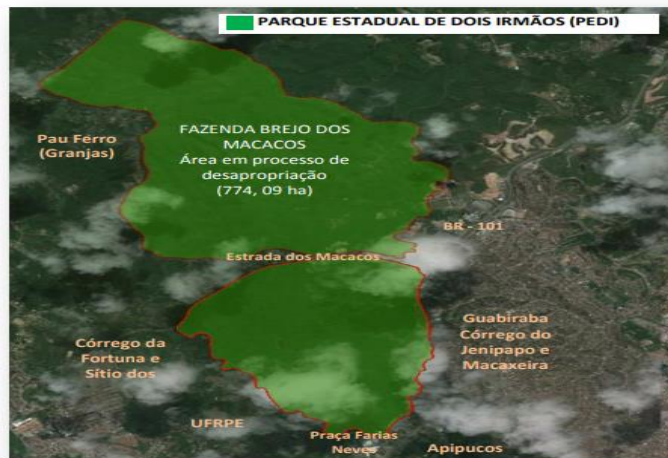 PARQUE ESTADUAL DE DOIS IRMÃOS (PEDI)
FAZENDA BREJO DOS
MACACOS
Área em processo de
desapropriação
(774, 09 ha)
Pau Ferro
(Granjas)
BR - 101
Estrada dos Macacos
Guabiraba
Córrego do
Jenipapo e
Macaxeira
Córrego da
Fortuna e
Sítio dos
UFRPE
Praça Farias
Neves
Apipucos